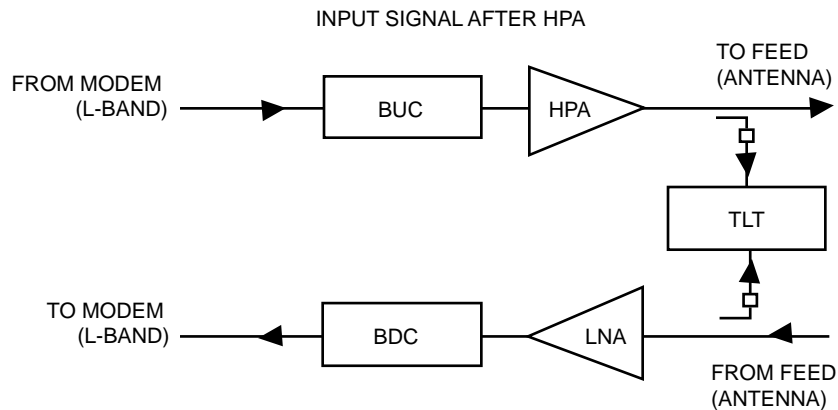 INPUT SIGNAL AFTER HPA
FROM MODEM
(L-BAND)
BUC
HPA
TO FEED
(ANTENNA)
TLT
TO MODEM
(L-BAND)
BDC
LNA
FROM FEED
(ANTENNA)